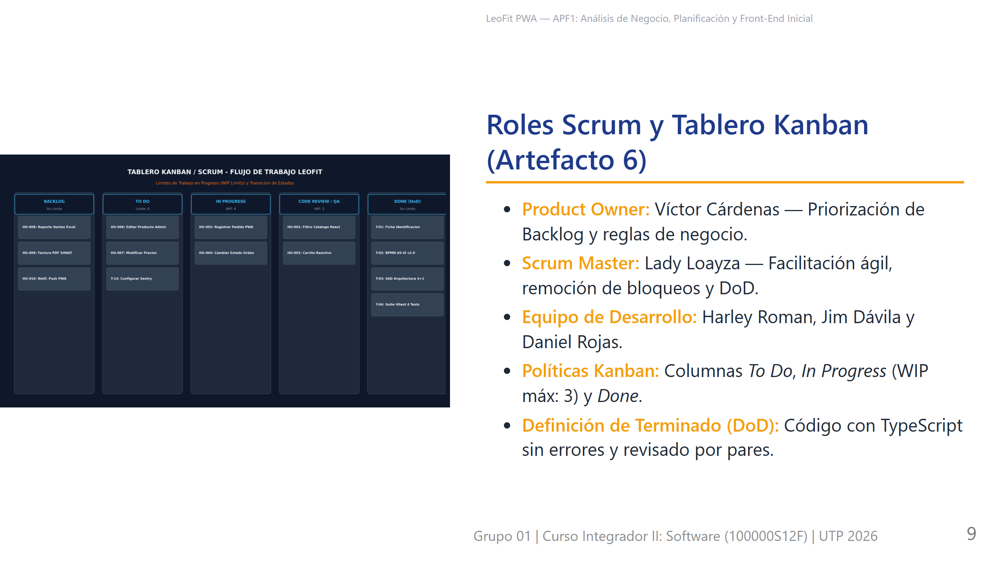 LeoFit PWA — APF1: Análisis de Negocio, Planificación y Front-End Inicial
TABLERO KANBAN / SCRUM - FLUJO DE TRABAJO LEOFIT
Limites de Trabajo en Progreso (WIP Limits) y Transicion de Estados
BACKLOG
Sin Limite
HU-008: Reporte Ventas Excel
HU-009: Factura PDF SUNAT
HU-010: Notif. Push PWA
TO DO
Limite: 8
HU-006: Editar Producto Admin
HU-007: Modificar Precios
T-14: Configurar Sentry
IN PROGRESS
WIP: 4
HU-003: Registrar Pedido PWA
HU-004: Cambiar Estado Orden
CODE REVIEW / QA
WIP: 3
HU-001: Filtro Catalogo React
HU-002: Carrito Reactivo
DONE (DoD)
Sin Limite
T-01: Ficha Identificacion
T-02: BPMN AS-IS v2.0
T-03: SAD Arquitectura 4+1
T-04: Suite Vitest 4 Tests
Roles Scrum y Tablero Kanban
(Artefacto 6)
• Product Owner: Víctor Cárdenas — Priorización de
Backlog y reglas de negocio.
• Scrum Master: Lady Loayza — Facilitación ágil,
remoción de bloqueos y DoD.
• Equipo de Desarrollo: Harley Roman, Jim Dávila y
Daniel Rojas.
• Políticas Kanban: Columnas To Do, In Progress (WIP
máx: 3) y Done.
• Definición de Terminado (DoD): Código con TypeScript
sin errores y revisado por pares.
Grupo 01 | Curso Integrador II: Software (100000S12F) | UTP 2026
9